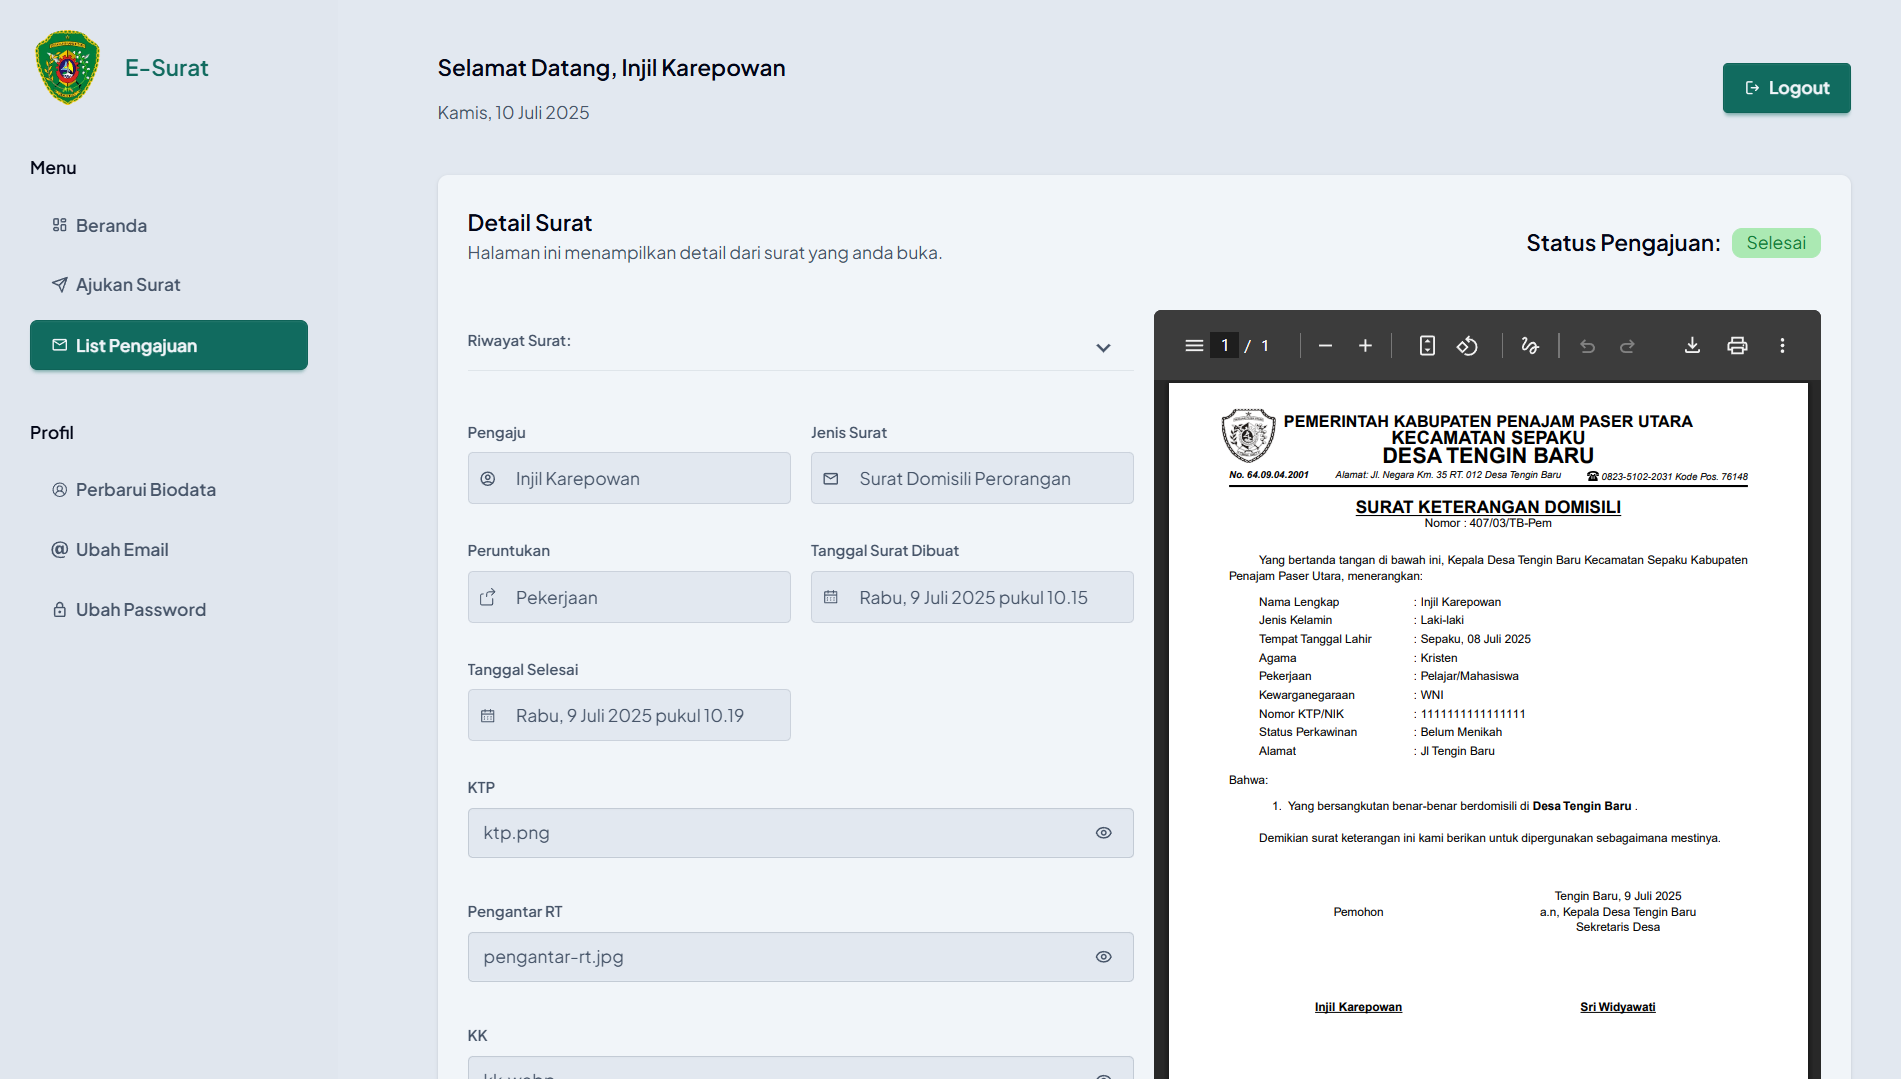 E-Surat
Menu
Beranda
Ajukan Surat
List Pengajuan
Profil
Perbarui Biodata
Ubah Email
Ubah Password
Selamat Datang, Injil Karepowan
Kamis, 10 Juli 2025
Logout
Detail Surat
Halaman ini menampilkan detail dari surat yang anda buka.
Status Pengajuan: Selesai
Riwayat Surat:
Pengaju
Injil Karepowan
Jenis Surat
Surat Domisili Perorangan
Peruntukan
Pekerjaan
Tanggal Surat Dibuat
Rabu, 9 Juli 2025 pukul 10.15
Tanggal Selesai
Rabu, 9 Juli 2025 pukul 10.19
KTP
ktp.png
Pengantar RT
pengantar-rt.jpg
KK
1 / 1
PEMERINTAH KABUPATEN PENAJAM PASER UTARA
KECAMATAN SEPAKU
DESA TENGIN BARU
No. 64.09.04.2001 Alamat: Jl. Negara Km. 35 RT. 012 Desa Tengin Baru ☎ 0823-5102-2031 Kode Pos. 76148
SURAT KETERANGAN DOMISILI
Nomor : 407/03/TB-Pem
Yang bertanda tangan di bawah ini, Kepala Desa Tengin Baru Kecamatan Sepaku Kabupaten
Penajam Paser Utara, menerangkan:
Nama Lengkap : Injil Karepowan
Jenis Kelamin : Laki-laki
Tempat Tanggal Lahir : Sepaku, 08 Juli 2025
Agama : Kristen
Pekerjaan : Pelajar/Mahasiswa
Kewarganegaraan : WNI
Nomor KTP/NIK : 1111111111111111
Status Perkawinan : Belum Menikah
Alamat : Jl Tengin Baru
Bahwa:
1. Yang bersangkutan benar-benar berdomisili di Desa Tengin Baru .
Demikian surat keterangan ini kami berikan untuk dipergunakan sebagaimana mestinya.
Tengin Baru, 9 Juli 2025
Pemohon a.n, Kepala Desa Tengin Baru
Sekretaris Desa
Injil Karepowan Sri Widyawati